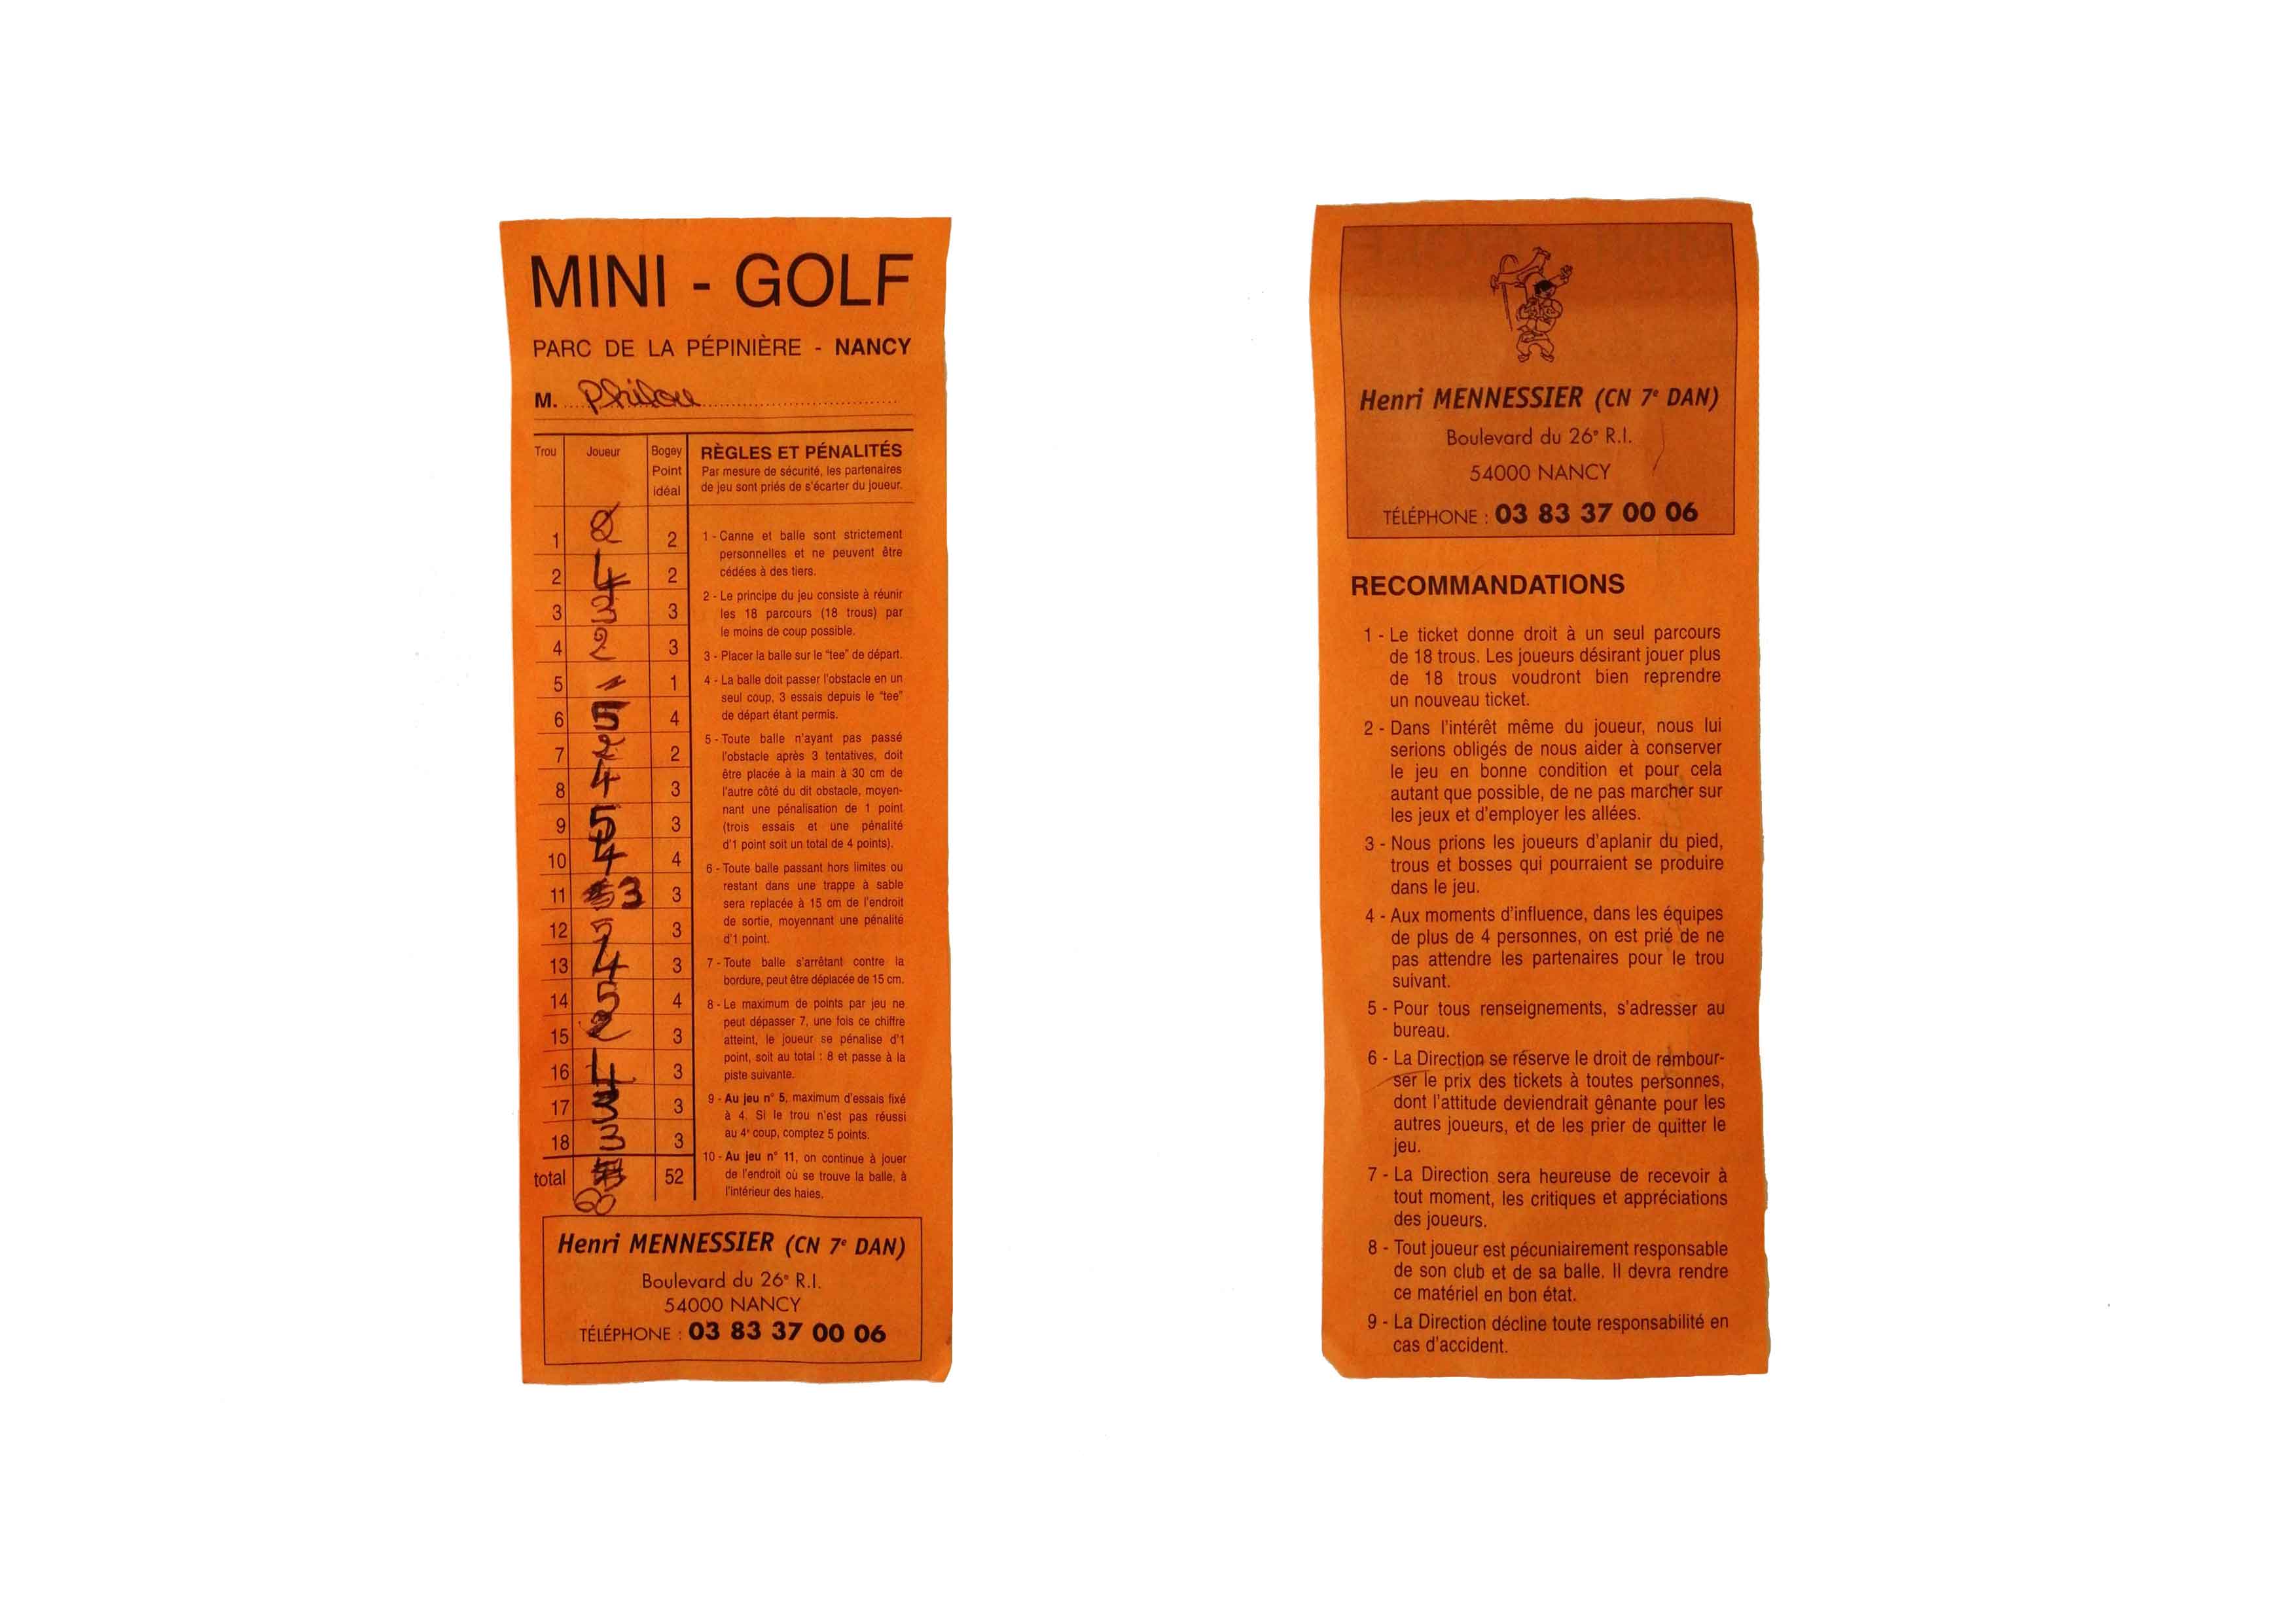 MINI - GOLF
PARC DE LA PÉPINIÈRE - NANCY
M. Philou
Trou Joueur Bogey Point idéal
1 2 2
2 4 2
3 3 3
4 2 3
5 1 1
6 5 4
7 2 2
8 4 3
9 5 3
10 4 4
11 3 3
12 5 3
13 4 3
14 5 4
15 2 3
16 4 3
17 3 3
18 3 3
total 52
RÈGLES ET PÉNALITÉS
Par mesure de sécurité, les partenaires
de jeu sont priés de s'écarter du joueur.
1 - Canne et balle sont strictement
personnelles et ne peuvent être
cédées à des tiers.
2 - Le principe du jeu consiste à réunir
les 18 parcours (18 trous) par
le moins de coup possible.
3 - Placer la balle sur le "tee" de départ.
4 - La balle doit passer l'obstacle en un
seul coup, 3 essais depuis le "tee"
de départ étant permis.
5 - Toute balle n'ayant pas passé
l'obstacle après 3 tentatives, doit
être placée à la main à 30 cm de
l'autre côté du dit obstacle, moyen-
nant une pénalisation de 1 point
(trois essais et une pénalité
d'1 point soit un total de 4 points).
6 - Toute balle passant hors limites ou
restant dans une trappe à sable
sera replacée à 15 cm de l'endroit
de sortie, moyennant une pénalité
d'1 point.
7 - Toute balle s'arrêtant contre la
bordure, peut être déplacée de 15 cm.
8 - Le maximum de points par jeu ne
peut dépasser 7, une fois ce chiffre
atteint, le joueur se pénalise d'1
point, soit au total : 8 et passe à la
piste suivante.
9 - Au jeu n° 5, maximum d'essais fixé
à 4. Si le trou n'est pas réussi
au 4e coup, comptez 5 points.
10 - Au jeu n° 11, on continue à jouer
de l'endroit où se trouve la balle, à
l'intérieur des haies.
Henri MENNESSIER (CN 7e DAN)
Boulevard du 26e R.I.
54000 NANCY
TÉLÉPHONE : 03 83 37 00 06
Henri MENNESSIER (CN 7e DAN)
Boulevard du 26e R.I.
54000 NANCY
TÉLÉPHONE : 03 83 37 00 06
RECOMMANDATIONS
1 - Le ticket donne droit à un seul parcours
de 18 trous. Les joueurs désirant jouer plus
de 18 trous voudront bien reprendre
un nouveau ticket.
2 - Dans l'intérêt même du joueur, nous lui
serions obligés de nous aider à conserver
le jeu en bonne condition et pour cela
autant que possible, de ne pas marcher sur
les jeux et d'employer les allées.
3 - Nous prions les joueurs d'aplanir du pied,
trous et bosses qui pourraient se produire
dans le jeu.
4 - Aux moments d'influence, dans les équipes
de plus de 4 personnes, on est prié de ne
pas attendre les partenaires pour le trou
suivant.
5 - Pour tous renseignements, s'adresser au
bureau.
6 - La Direction se réserve le droit de rembour-
ser le prix des tickets à toutes personnes,
dont l'attitude deviendrait gênante pour les
autres joueurs, et de les prier de quitter le
jeu.
7 - La Direction sera heureuse de recevoir à
tout moment, les critiques et appréciations
des joueurs.
8 - Tout joueur est pécuniairement responsable
de son club et de sa balle. Il devra rendre
ce matériel en bon état.
9 - La Direction décline toute responsabilité en
cas d'accident.